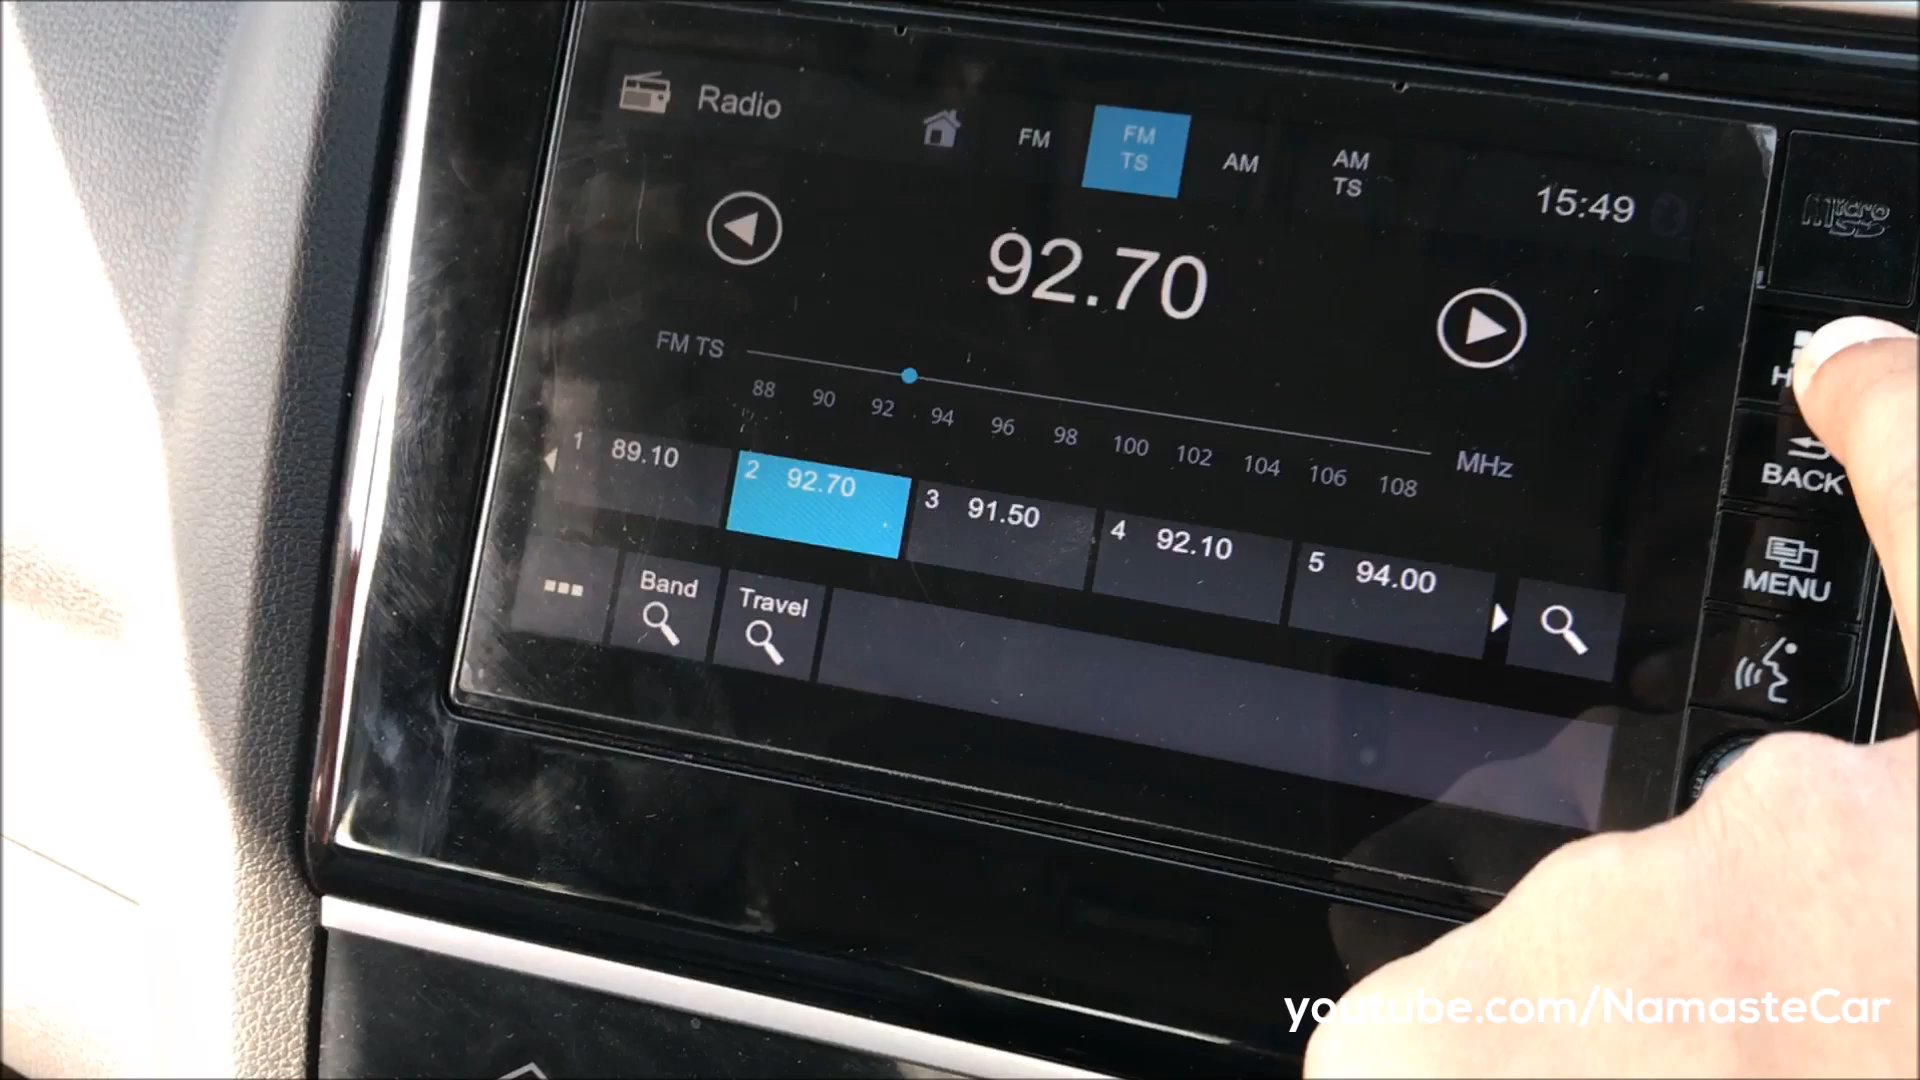 Radio
FM
FM
TS
AM
AM
TS
15:49
micro
SD
92.70
FM TS
88 90 92 94 96 98 100 102 104 106 108
MHz
1 89.10
2 92.70
3 91.50
4 92.10
5 94.00
BACK
MENU
Band
Travel
youtube.com/NamasteCar